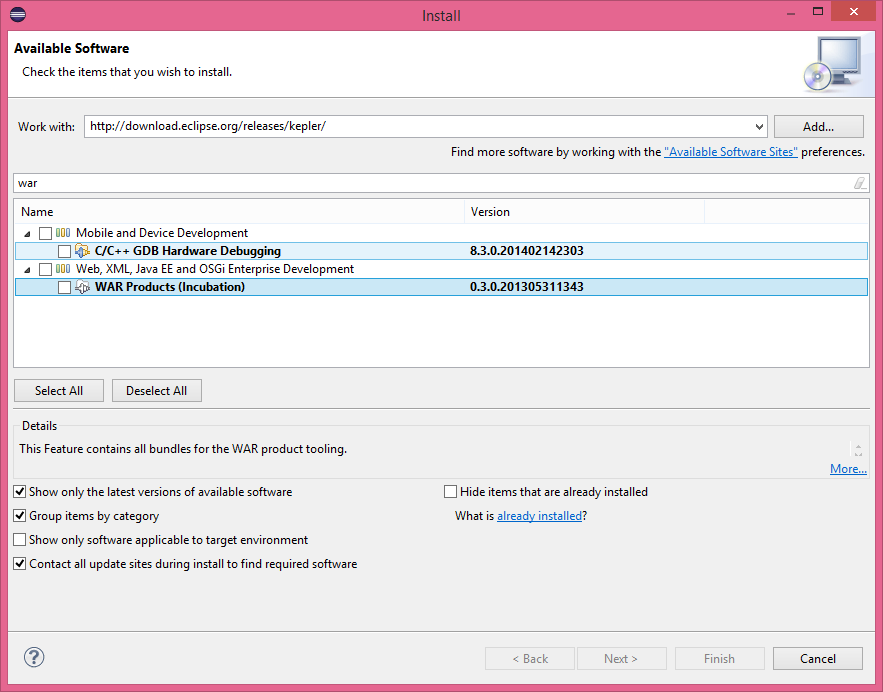 Install
Available Software
Check the items that you wish to install.
Work with: http://download.eclipse.org/releases/kepler/ Add...
Find more software by working with the "Available Software Sites" preferences.
war
Name Version
Mobile and Device Development
C/C++ GDB Hardware Debugging 8.3.0.201402142303
Web, XML, Java EE and OSGi Enterprise Development
WAR Products (Incubation) 0.3.0.201305311343
Select All Deselect All
Details
This Feature contains all bundles for the WAR product tooling.
More...
Show only the latest versions of available software Hide items that are already installed
Group items by category What is already installed?
Show only software applicable to target environment
Contact all update sites during install to find required software
? < Back Next > Finish Cancel